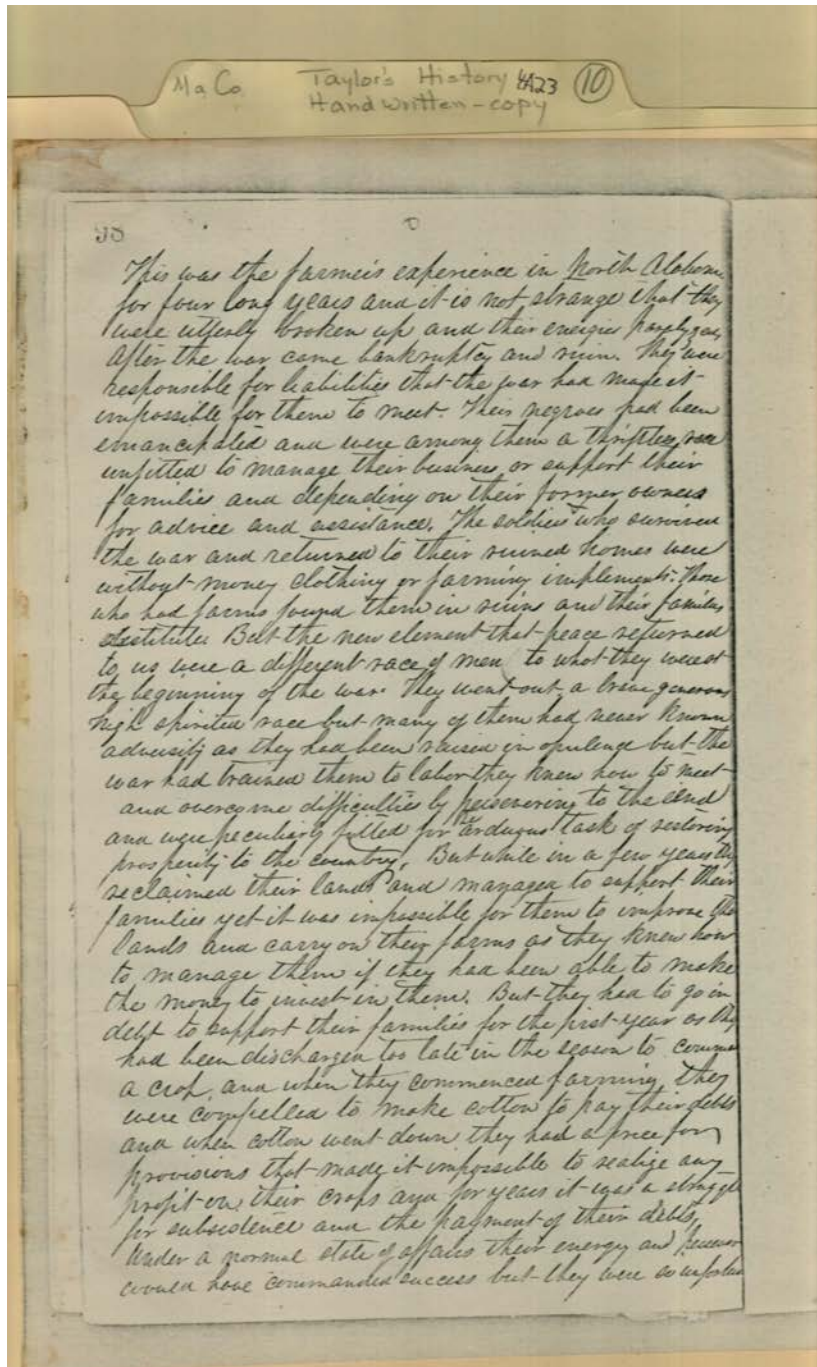 MaCo Taylor's History 4A23 10
Handwritten-copy
This was the farmer's experience in North Alabama
for four long years and it is not strange that they
were utterly broken up and their energies
After the war came bankruptcy and ruin. They were
responsible for liabilities that the war had made it
impossible for them to meet. Their negroes had been
emancipated and were among them a thriftless race
unfitted to manage their business or support their
families and depending on their former owners
for advice and assistance. The soldiers who survived
the war and returned to their ruined homes were
without money clothing or farming implements. Those
who had farms found them in ruins and their families
destitute. But the new element that peace returned
to us were a different race of men to what they were at
the beginning of the war. They went out a brave generous
high spirited race but many of them had never known
adversity as they had been raised in opulence but the
war had trained them to labor they knew how to meet
and overcome difficulties by persevering to the end
and were peculiarly fitted for the arduous task of restoring
prosperity to the country. But while in a few years they
reclaimed their lands and managed to support their
families yet it was impossible for them to improve the
lands and carry on their farms as they knew how
to manage them if they had been able to make
the money to invest in them. But they had to go in
debt to support their families for the first year as they
had been discharged too late in the season to
a crop, and when they commenced farming they
were compelled to make cotton to pay their debts
and when cotton went down they had a price for
provisions that made it impossible to realize any
profit on their crops and for years it was a struggle
for subsistence and the payment of their debts.
Under a normal state of affairs their energy and
would have commanded success but they were so